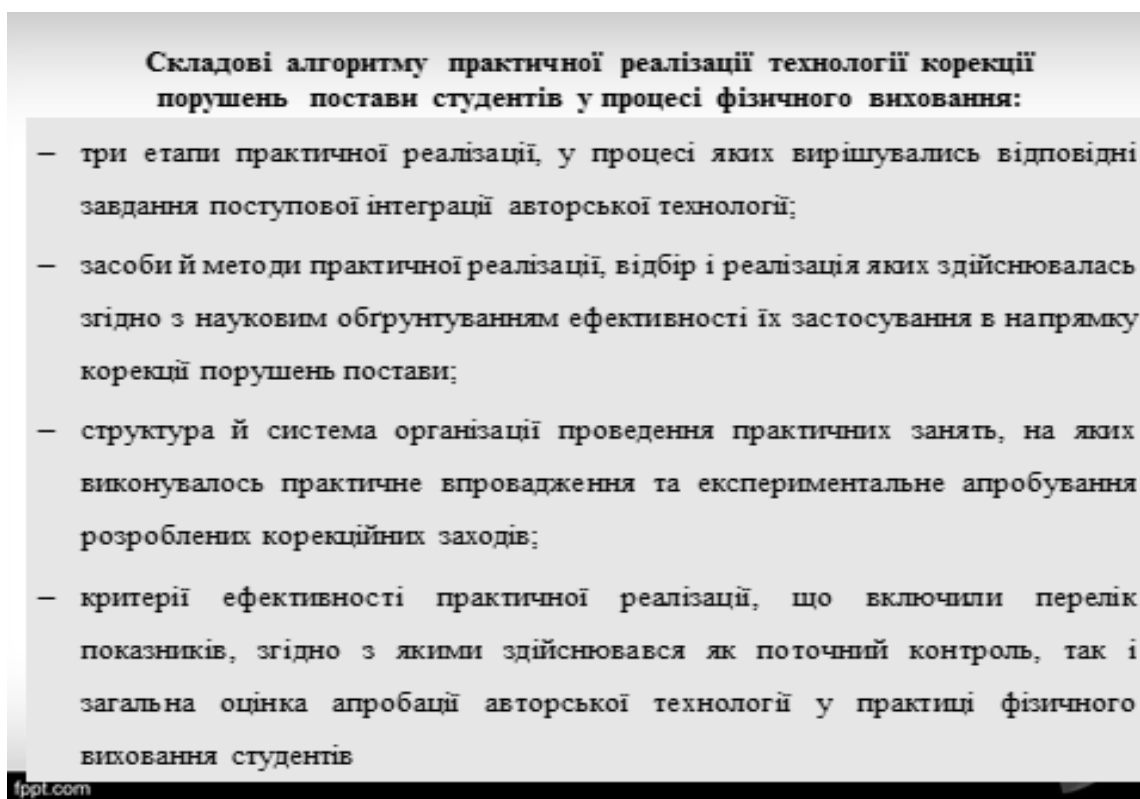 Складові алгоритму практичної реалізації технології корекції
порушень постави студентів у процесі фізичного виховання:
– три етапи практичної реалізації, у процесі яких вирішувались відповідні
завдання поступової інтеграції авторської технології;
– засоби й методи практичної реалізації, відбір і реалізація яких здійснювалась
згідно з науковим обґрунтуванням ефективності їх застосування в напрямку
корекції порушень постави;
– структура й система організації проведення практичних занять, на яких
виконувалось практичне впровадження та експериментальне апробування
розроблених корекційних заходів;
– критерії ефективності практичної реалізації, що включили перелік
показників, згідно з якими здійснювався як поточний контроль, так і
загальна оцінка апробації авторської технології у практиці фізичного
виховання студентів
fppt.com